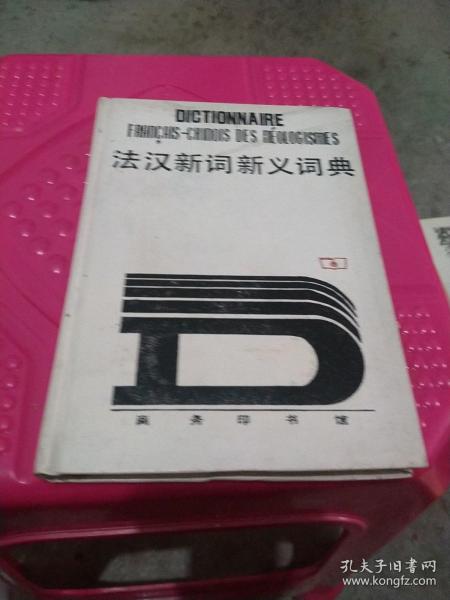 DICTIONNAIRE
FRANÇAIS-CHINOIS DES NÉOLOGISMES
法汉新词新义词典
商务印书馆
孔夫子旧书网
www.kongfz.com